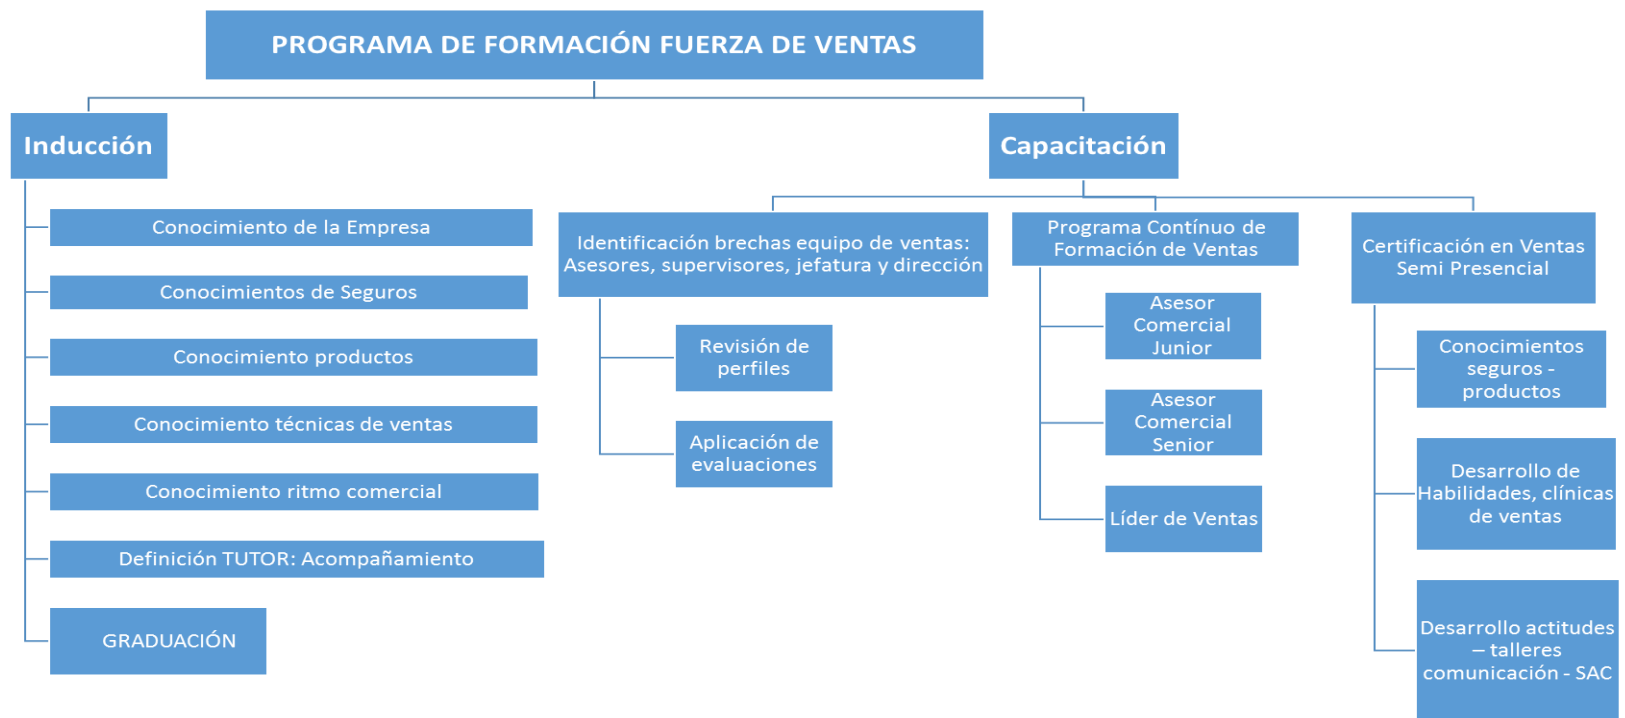 PROGRAMA DE FORMACIÓN FUERZA DE VENTAS
Inducción
Conocimiento de la Empresa
Conocimientos de Seguros
Conocimiento productos
Conocimiento técnicas de ventas
Conocimiento ritmo comercial
Definición TUTOR: Acompañamiento
GRADUACIÓN
Capacitación
Identificación brechas equipo de ventas:
Asesores, supervisores, jefatura y dirección
Revisión de
perfiles
Aplicación de
evaluaciones
Programa Contínuo de
Formación de Ventas
Asesor
Comercial
Junior
Asesor
Comercial
Senior
Líder de Ventas
Certificación en Ventas
Semi Presencial
Conocimientos
seguros -
productos
Desarrollo de
Habilidades, clínicas
de ventas
Desarrollo actitudes
– talleres
comunicación - SAC